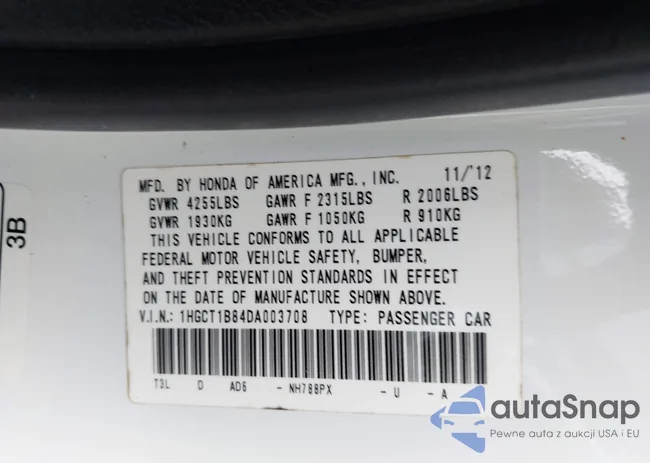 MFD. BY HONDA OF AMERICA MFG., INC. 11/'12
GVWR 4255LBS GAWR F 2315LBS R 2006LBS
GVWR 1930KG GAWR F 1050KG R 910KG
THIS VEHICLE CONFORMS TO ALL APPLICABLE
FEDERAL MOTOR VEHICLE SAFETY, BUMPER,
AND THEFT PREVENTION STANDARDS IN EFFECT
ON THE DATE OF MANUFACTURE SHOWN ABOVE.
V.I.N.: 1HGCT1B84DA003708 TYPE: PASSENGER CAR
T3L D AD6 - NH788PX - U - A
3B
autaSnap
Pewne auta z aukcji USA i EU